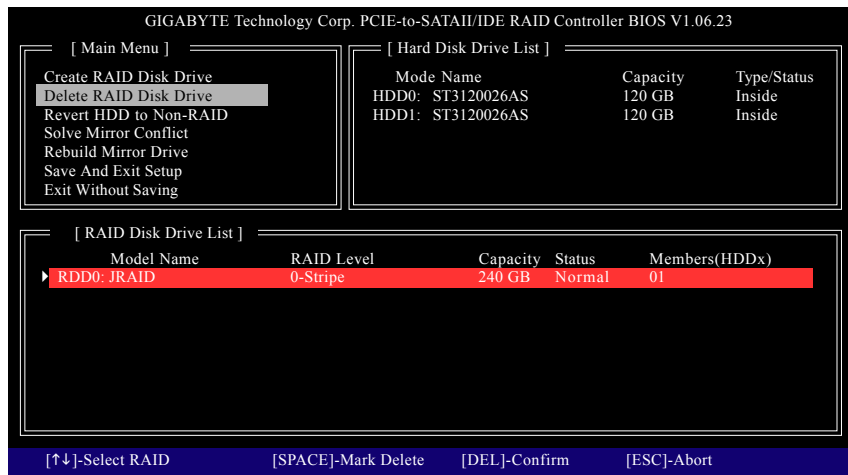 GIGABYTE Technology Corp. PCIE-to-SATAII/IDE RAID Controller BIOS V1.06.23
[ Main Menu ]
Create RAID Disk Drive
Delete RAID Disk Drive
Revert HDD to Non-RAID
Solve Mirror Conflict
Rebuild Mirror Drive
Save And Exit Setup
Exit Without Saving
[ Hard Disk Drive List ]
Mode Name Capacity Type/Status
HDD0: ST3120026AS 120 GB Inside
HDD1: ST3120026AS 120 GB Inside
[ RAID Disk Drive List ]
Model Name RAID Level Capacity Status Members(HDDx)
RDD0: JRAID 0-Stripe 240 GB Normal 01
[↑↓]-Select RAID [SPACE]-Mark Delete [DEL]-Confirm [ESC]-Abort